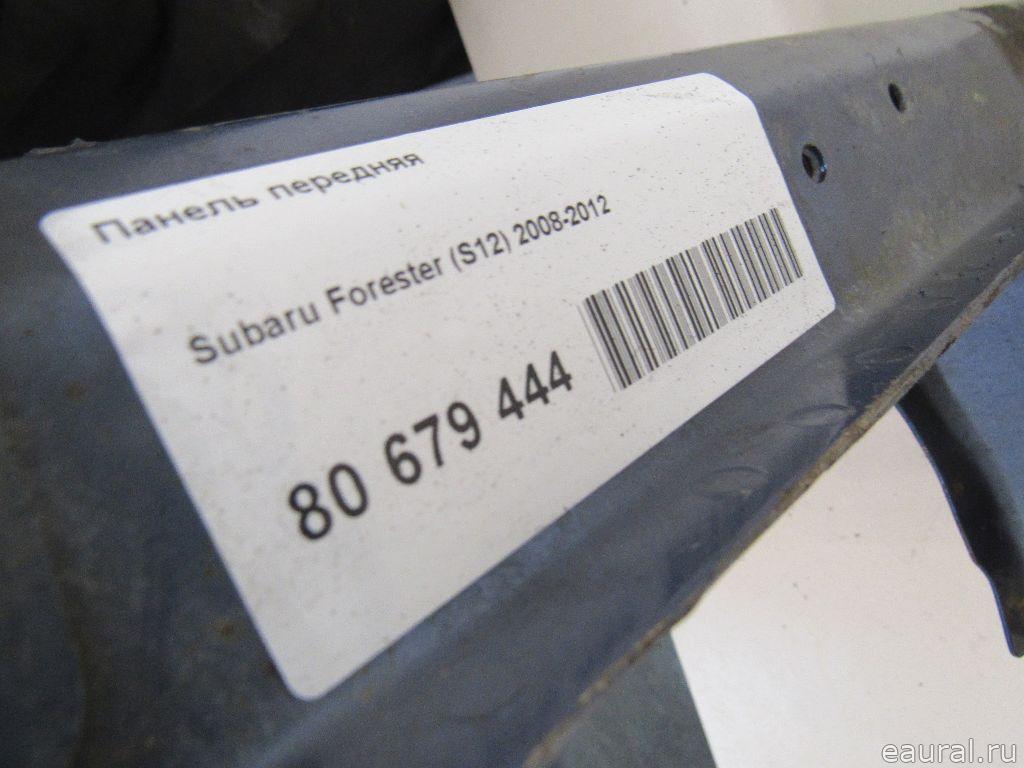 Панель передняя
Subaru Forester (S12) 2008-2012
80 679 444
eaural.ru